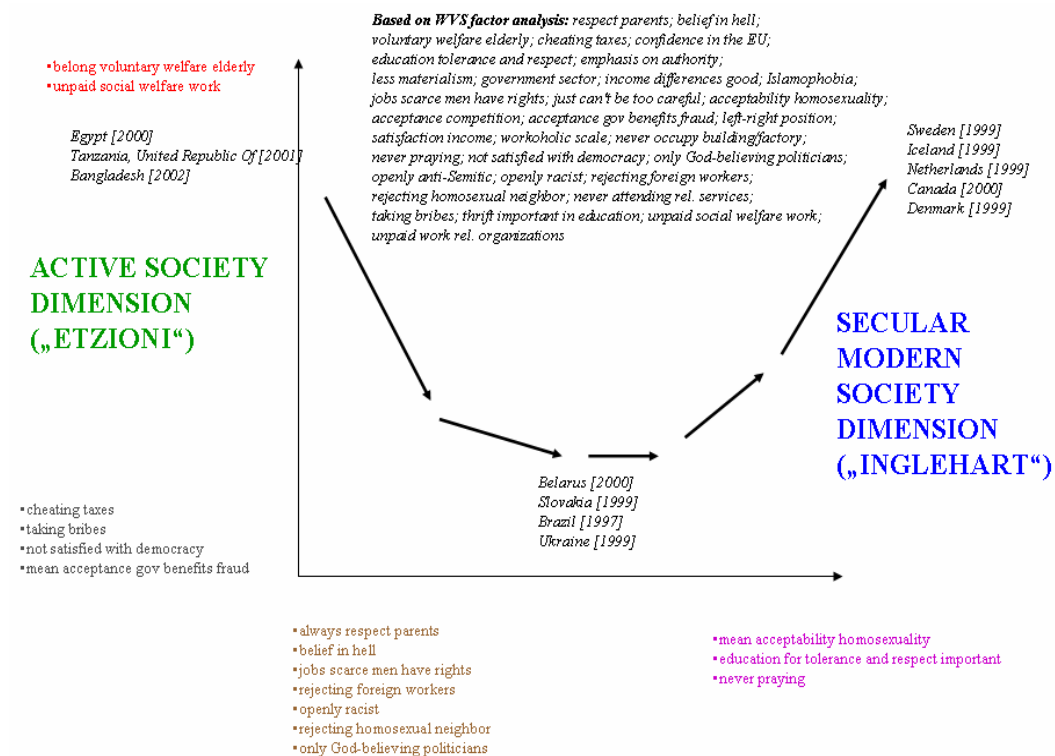 Based on WVS factor analysis: respect parents; belief in hell;
voluntary welfare elderly; cheating taxes; confidence in the EU;
education tolerance and respect; emphasis on authority;
less materialism; government sector; income differences good; Islamophobia;
jobs scarce men have rights; just can't be too careful; acceptability homosexuality;
acceptance competition; acceptance gov benefits fraud; left-right position;
satisfaction income; workoholic scale; never occupy building/factory;
never praying; not satisfied with democracy; only God-believing politicians;
openly anti-Semitic; openly racist; rejecting foreign workers;
rejecting homosexual neighbor; never attending rel. services;
taking bribes; thrift important in education; unpaid social welfare work;
unpaid work rel. organizations
•belong voluntary welfare elderly
•unpaid social welfare work
Egypt [2000]
Tanzania, United Republic Of [2001]
Bangladesh [2002]
Sweden [1999]
Iceland [1999]
Netherlands [1999]
Canada [2000]
Denmark [1999]
ACTIVE SOCIETY
DIMENSION
(„ETZIONI“)
SECULAR
MODERN
SOCIETY
DIMENSION
(„INGLEHART“)
Belarus [2000]
Slovakia [1999]
Brazil [1997]
Ukraine [1999]
•cheating taxes
•taking bribes
•not satisfied with democracy
•mean acceptance gov benefits fraud
•always respect parents
•belief in hell
•jobs scarce men have rights
•rejecting foreign workers
•openly racist
•rejecting homosexual neighbor
•only God-believing politicians
•mean acceptability homosexuality
•education for tolerance and respect important
•never praying